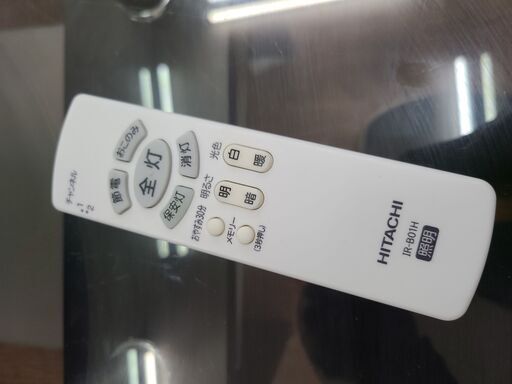 チャンネル
・1
・2
節電
おこのみ
全灯
保安灯
消灯
おやすみ30分
明るさ
光色
メモリー
明
暗
白
暖
(3秒押し)
HITACHI
IR-B01H
照明